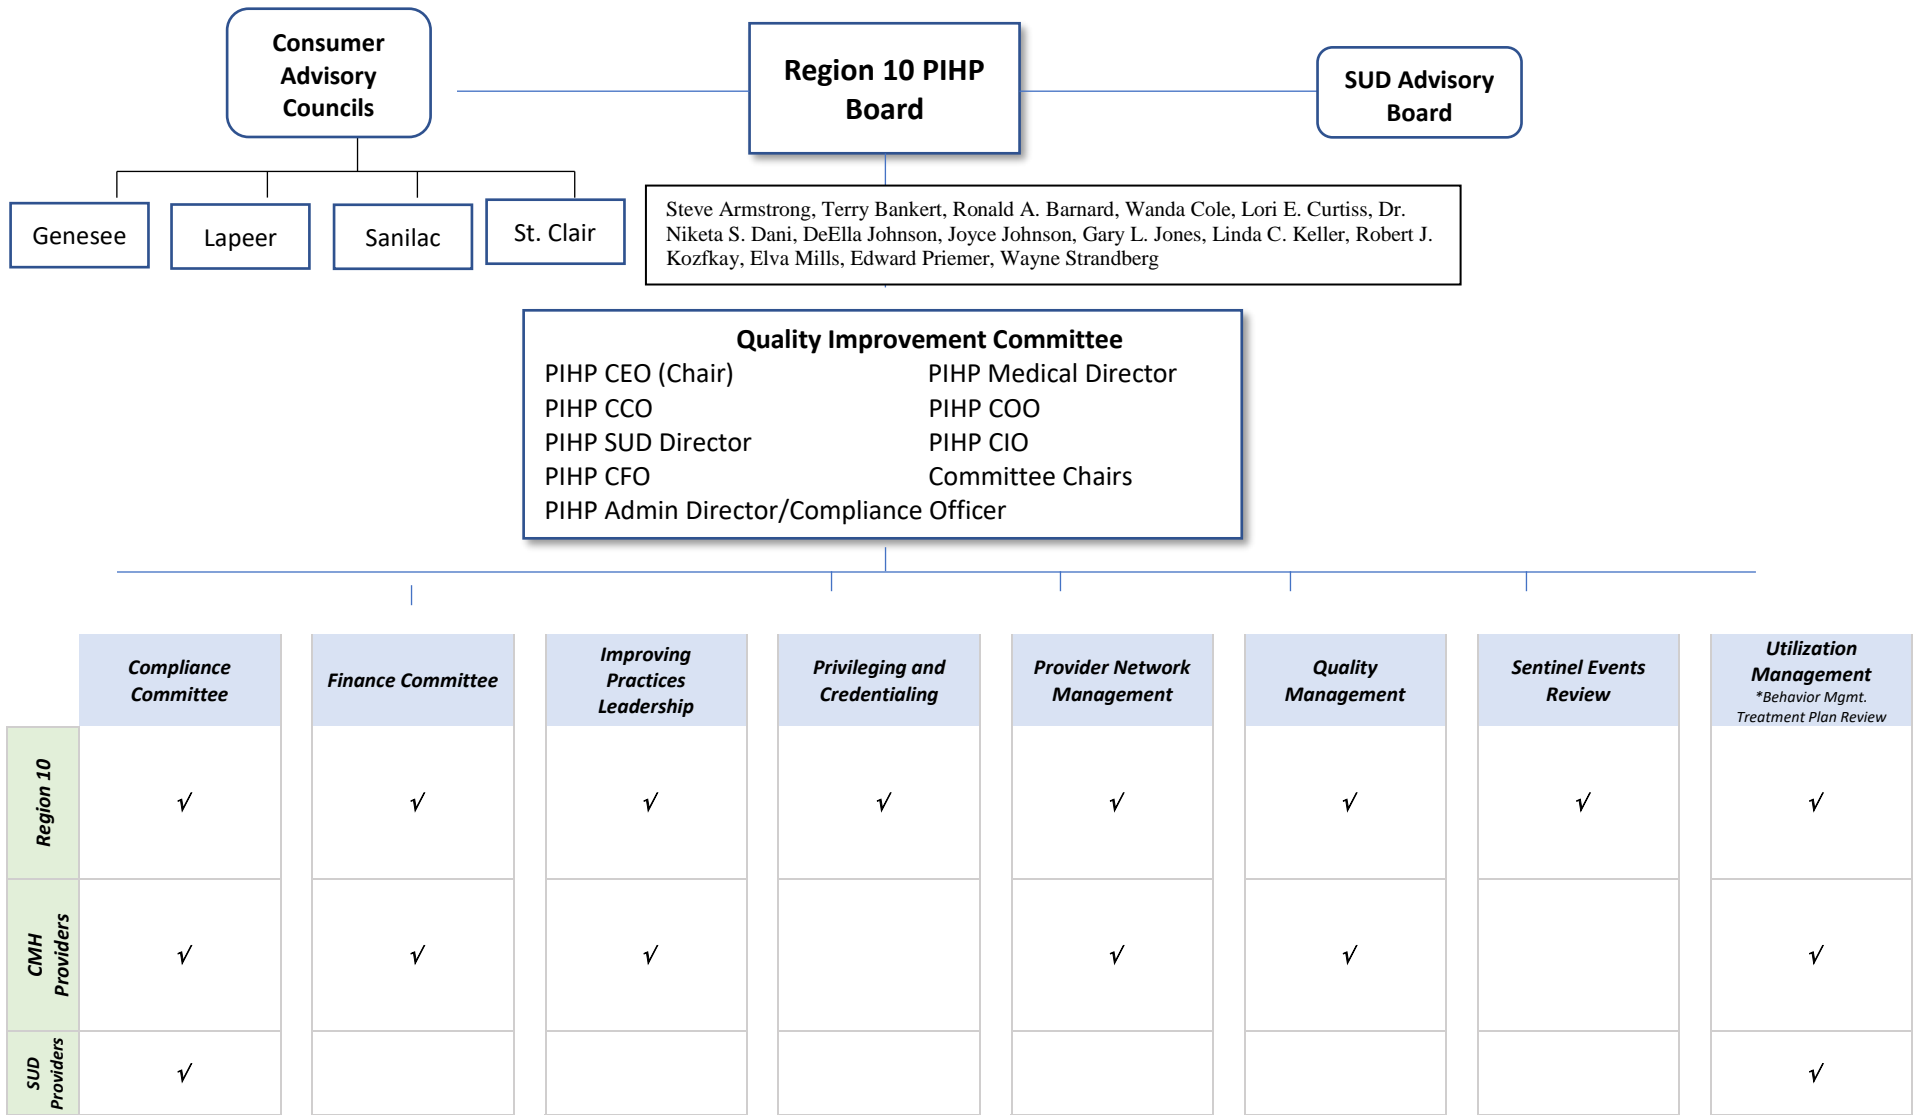 Consumer
Advisory
Councils
Region 10 PIHP
Board
SUD Advisory
Board
Genesee
Lapeer
Sanilac
St. Clair
Steve Armstrong, Terry Bankert, Ronald A. Barnard, Wanda Cole, Lori E. Curtiss, Dr.
Niketa S. Dani, DeElla Johnson, Joyce Johnson, Gary L. Jones, Linda C. Keller, Robert J.
Kozfkay, Elva Mills, Edward Priemer, Wayne Strandberg
Quality Improvement Committee
PIHP CEO (Chair) PIHP Medical Director
PIHP CCO PIHP COO
PIHP SUD Director PIHP CIO
PIHP CFO Committee Chairs
PIHP Admin Director/Compliance Officer
Compliance
Committee
Finance Committee
Improving
Practices
Leadership
Privileging and
Credentialing
Provider Network
Management
Quality
Management
Sentinel Events
Review
Utilization
Management
*Behavior Mgmt.
Treatment Plan Review
Region 10
√ √ √ √ √ √ √ √
CMH
Providers
√ √ √ √ √ √
SUD
Providers
√ √